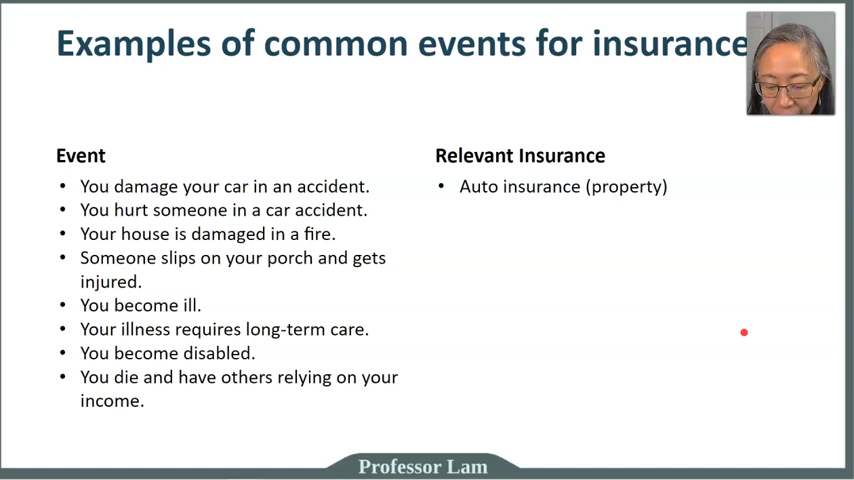 Examples of common events for insurance
Event
• You damage your car in an accident.
• You hurt someone in a car accident.
• Your house is damaged in a fire.
• Someone slips on your porch and gets
injured.
• You become ill.
• Your illness requires long-term care.
• You become disabled.
• You die and have others relying on your
income.
Relevant Insurance
• Auto insurance (property)
Professor Lam